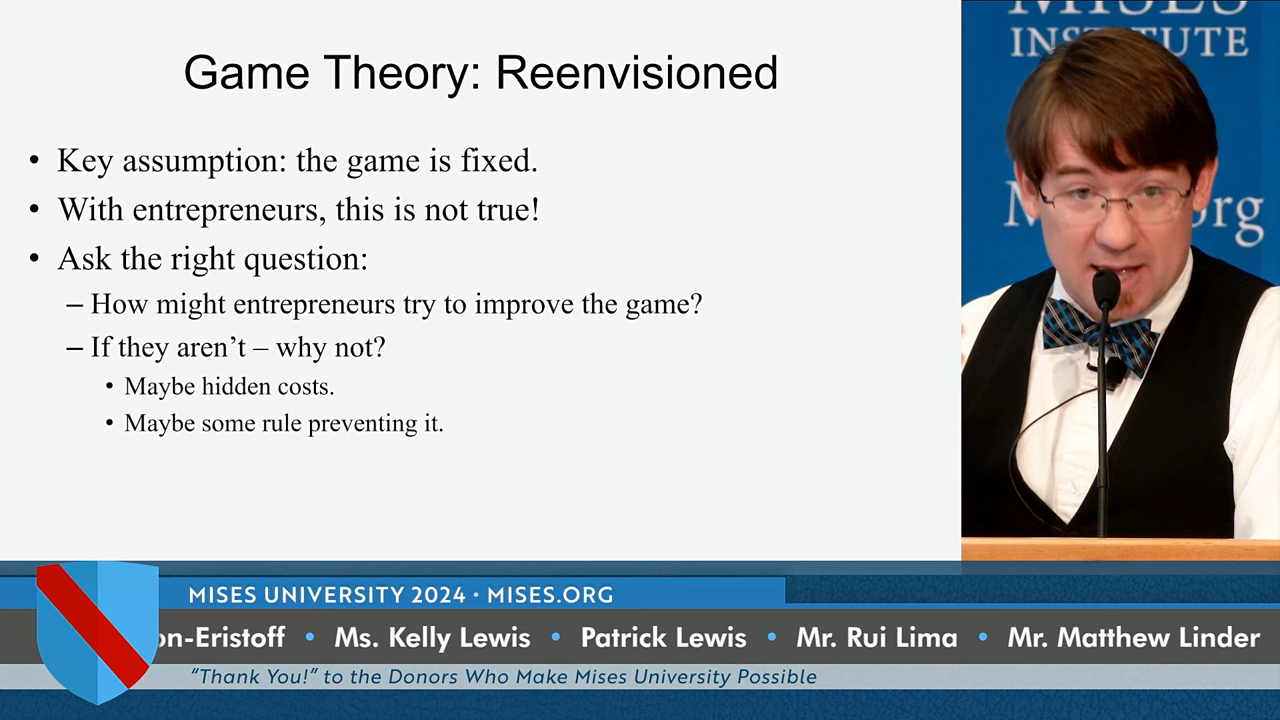 Game Theory: Reenvisioned
• Key assumption: the game is fixed.
• With entrepreneurs, this is not true!
• Ask the right question:
– How might entrepreneurs try to improve the game?
– If they aren’t – why not?
• Maybe hidden costs.
• Maybe some rule preventing it.
MISES
INSTITUTE
MISES UNIVERSITY 2024 • MISES.ORG
on-Eristoff • Ms. Kelly Lewis • Patrick Lewis • Mr. Rui Lima • Mr. Matthew Linder
“Thank You!” to the Donors Who Make Mises University Possible